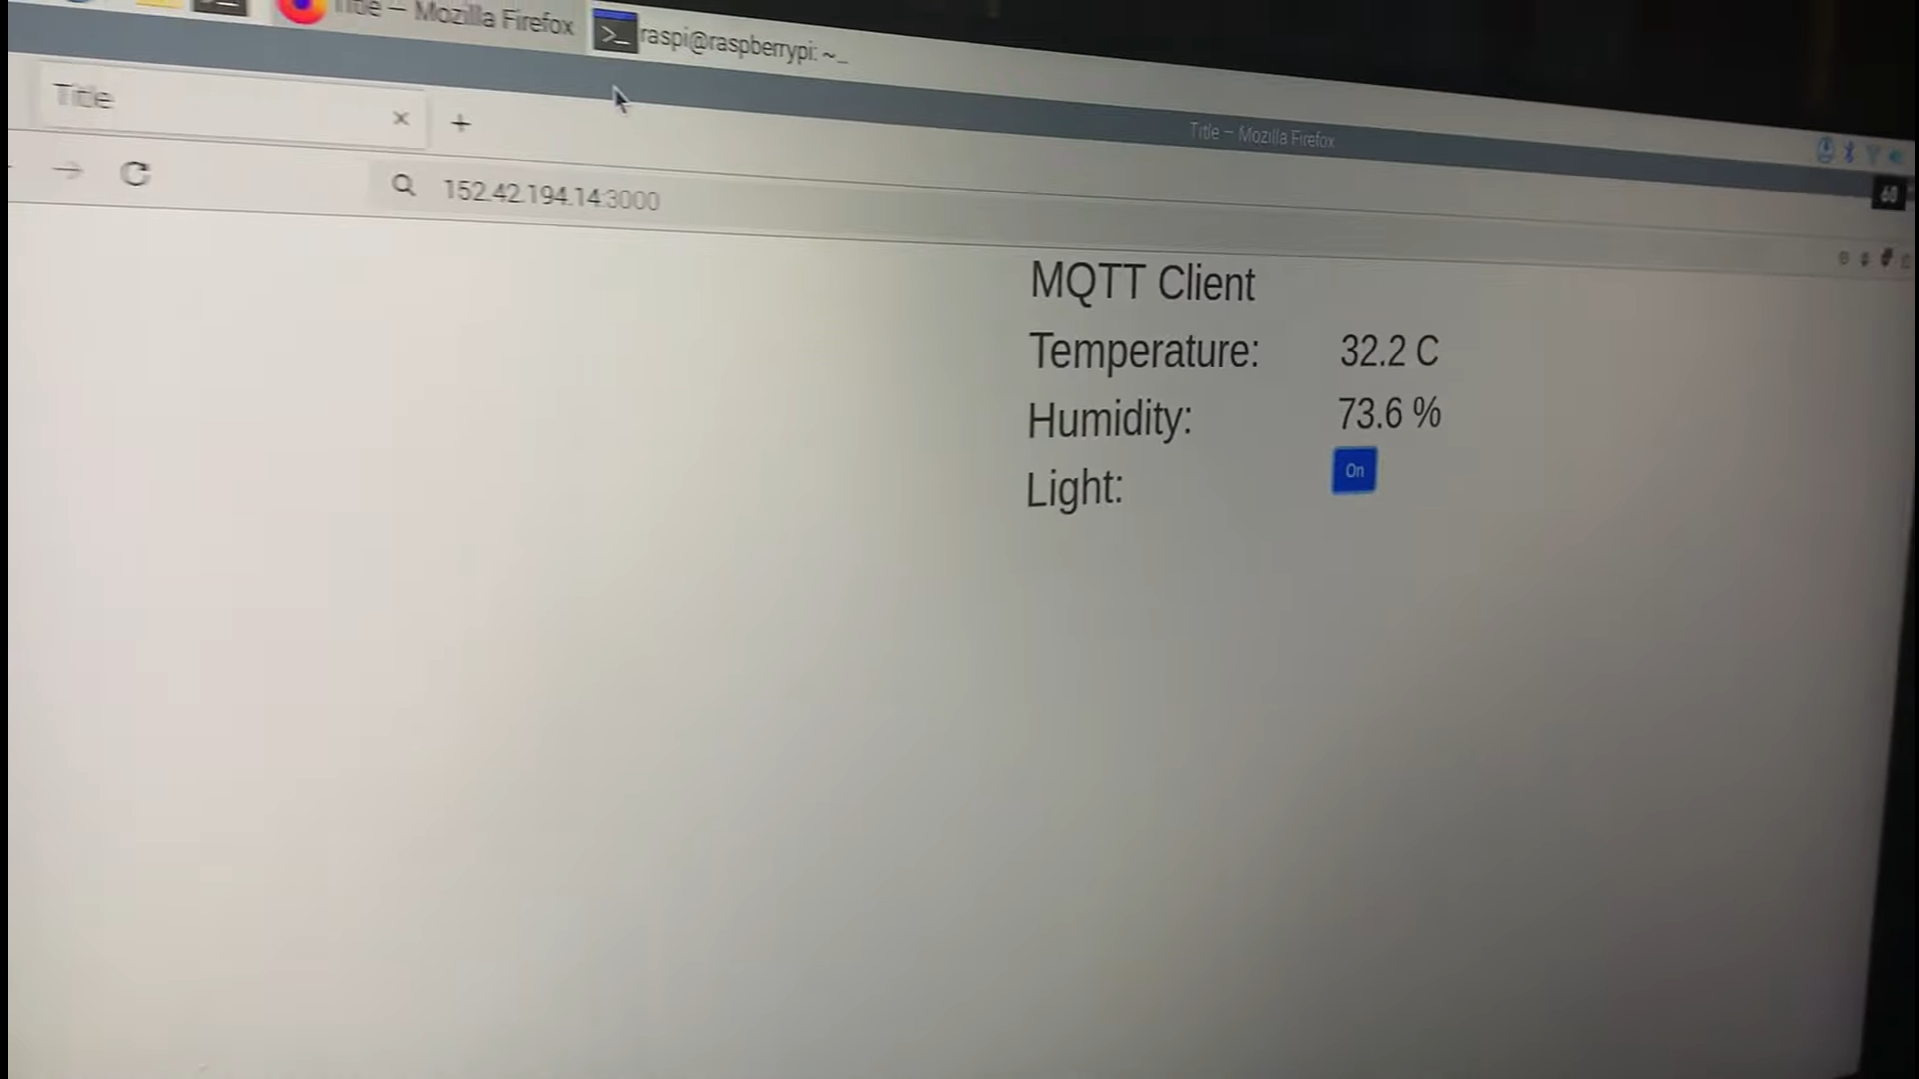 Title – Mozilla Firefox
raspi@raspberrypi: ~
Title – Mozilla Firefox
Title
152.42.194.14:3000
MQTT Client
Temperature: 32.2 C
Humidity: 73.6 %
Light: On